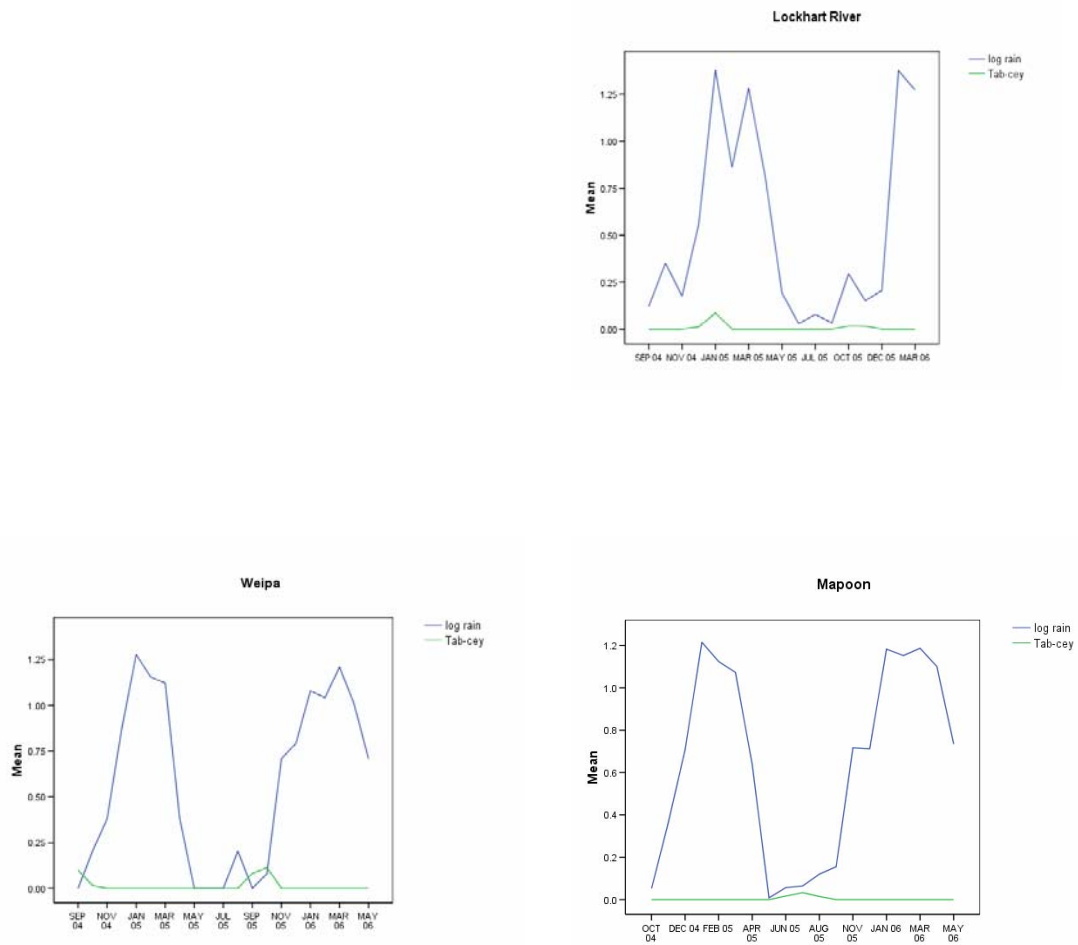 Lockhart River
log rain
Tab-cey
Mean
1.25
1.00
0.75
0.50
0.25
0.00
SEP 04 NOV 04 JAN 05 MAR 05 MAY 05 JUL 05 OCT 05 DEC 05 MAR 06
Weipa
log rain
Tab-cey
Mean
1.25
1.00
0.75
0.50
0.25
0.00
SEP NOV JAN MAR MAY JUL SEP NOV JAN MAR MAY
04 04 05 05 05 05 05 05 06 06 06
Mapoon
log rain
Tab-cey
Mean
1.2
1.0
0.8
0.6
0.4
0.2
0.0
OCT DEC 04 FEB 05 APR JUN 05 AUG NOV JAN 06 MAR MAY
04 05 05 05 06 06